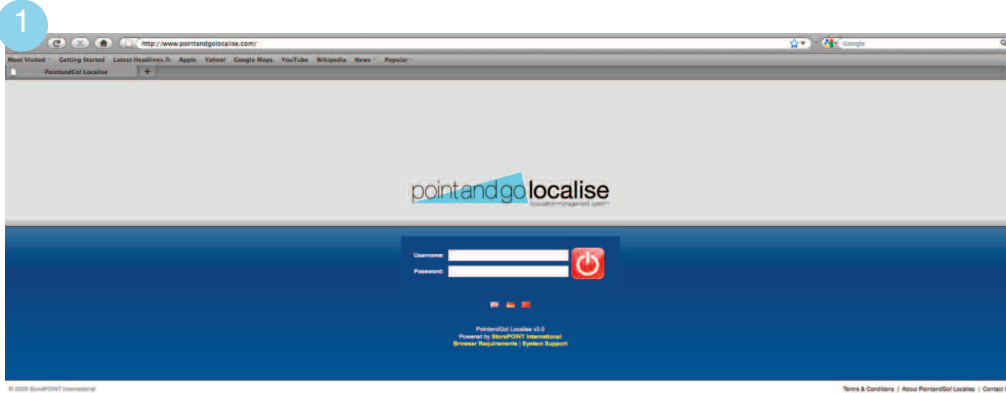 1
http://www.pointandgolocalise.com/
Google
Most Visited Getting Started Latest Headlines Apple Yahoo! Google Maps YouTube Wikipedia News Popular
PointandGo! Localise +
pointandgo localise
Username:
Password:
PointandGo! Localise v3.0
Powered by StorePOINT International
Browser Requirements | System Support
© 2009 StorePOINT International
Terms & Conditions / About PointandGo! Localise | Contact